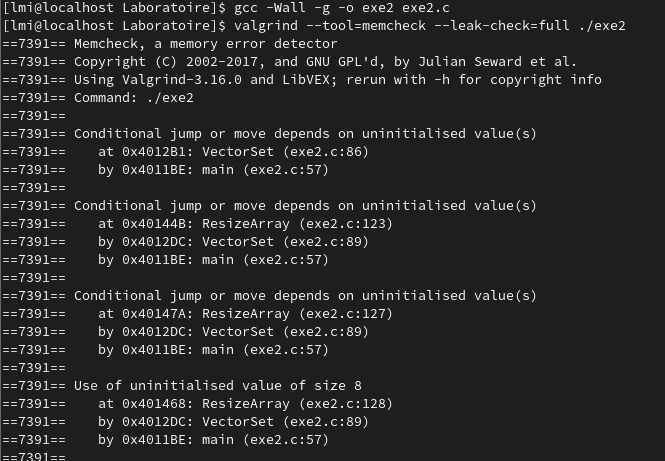 [lmi@localhost Laboratoire]$ gcc -Wall -g -o exe2 exe2.c
[lmi@localhost Laboratoire]$ valgrind --tool=memcheck --leak-check=full ./exe2
==7391== Memcheck, a memory error detector
==7391== Copyright (C) 2002-2017, and GNU GPL'd, by Julian Seward et al.
==7391== Using Valgrind-3.16.0 and LibVEX; rerun with -h for copyright info
==7391== Command: ./exe2
==7391==
==7391== Conditional jump or move depends on uninitialised value(s)
==7391==    at 0x4012B1: VectorSet (exe2.c:86)
==7391==    by 0x4011BE: main (exe2.c:57)
==7391==
==7391== Conditional jump or move depends on uninitialised value(s)
==7391==    at 0x40144B: ResizeArray (exe2.c:123)
==7391==    by 0x4012DC: VectorSet (exe2.c:89)
==7391==    by 0x4011BE: main (exe2.c:57)
==7391==
==7391== Conditional jump or move depends on uninitialised value(s)
==7391==    at 0x40147A: ResizeArray (exe2.c:127)
==7391==    by 0x4012DC: VectorSet (exe2.c:89)
==7391==    by 0x4011BE: main (exe2.c:57)
==7391==
==7391== Use of uninitialised value of size 8
==7391==    at 0x401468: ResizeArray (exe2.c:128)
==7391==    by 0x4012DC: VectorSet (exe2.c:89)
==7391==    by 0x4011BE: main (exe2.c:57)
==7391==